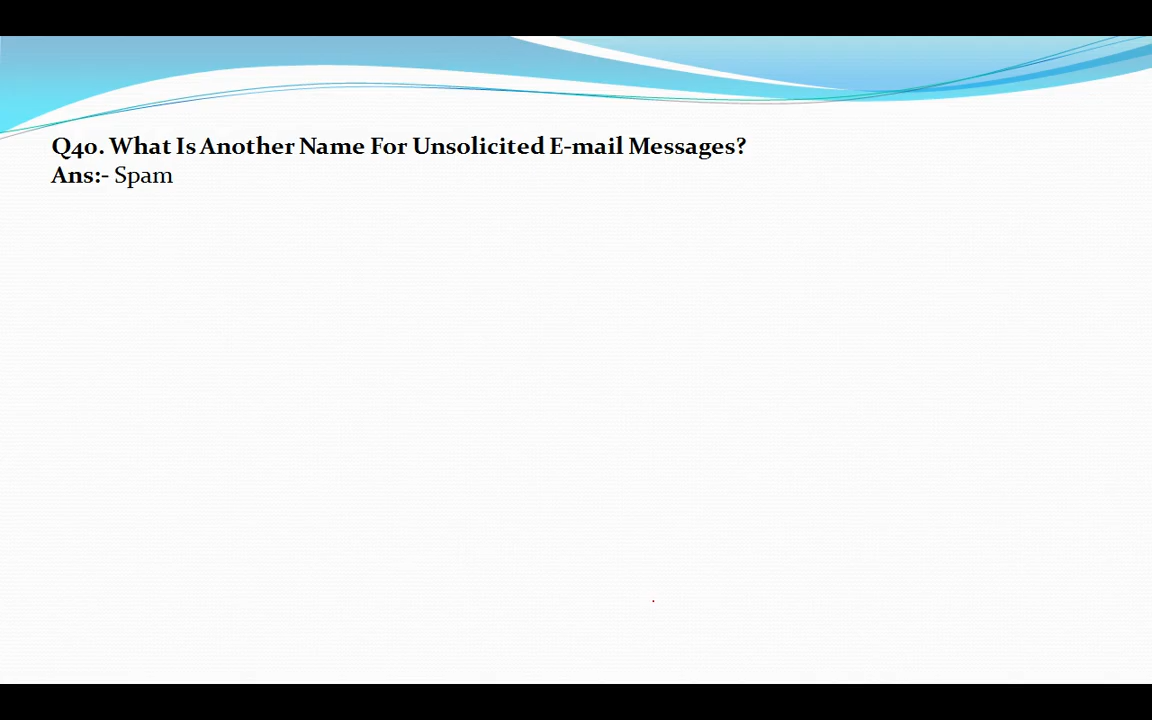 Q40. What Is Another Name For Unsolicited E-mail Messages?
Ans:- Spam